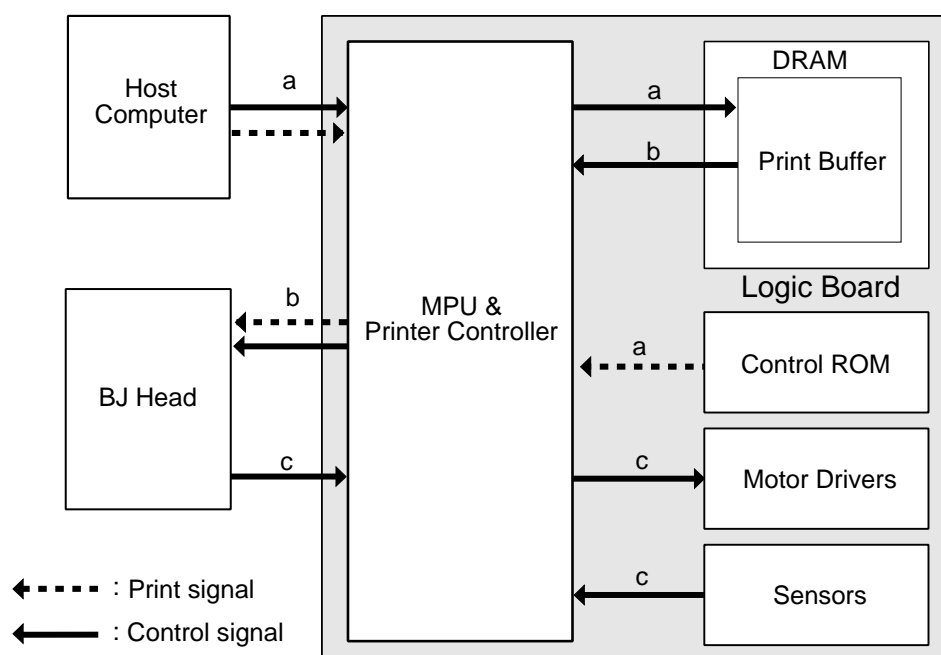 Host
Computer
a
a
DRAM
Print Buffer
b
Logic Board
MPU &
Printer Controller
b
BJ Head
c
a
Control ROM
c
Motor Drivers
c
Sensors
: Print signal
: Control signal